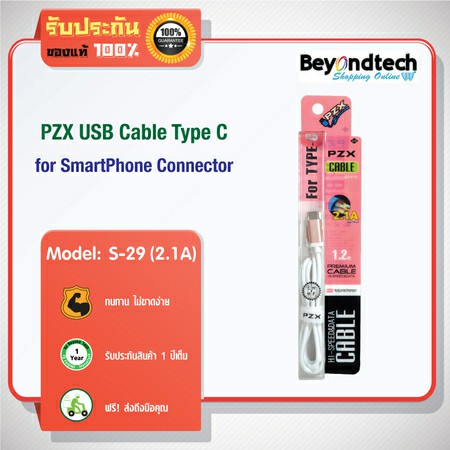 รับประกัน
ของแท้ 100%
100%
GUARANTEE
Beyondtech
Shopping Online
PZX USB Cable Type C
for SmartPhone Connector
Model: S-29 (2.1A)
ทนทาน ไม่ขาดง่าย
1
Year
รับประกันสินค้า 1 ปีเต็ม
ฟรี! ส่งถึงมือคุณ
PZX
For TYPE-C
PZX
CABLE
2.1A
1.2
PREMIUM
CABLE
HI-SPEED&DATA
CABLE
PZX